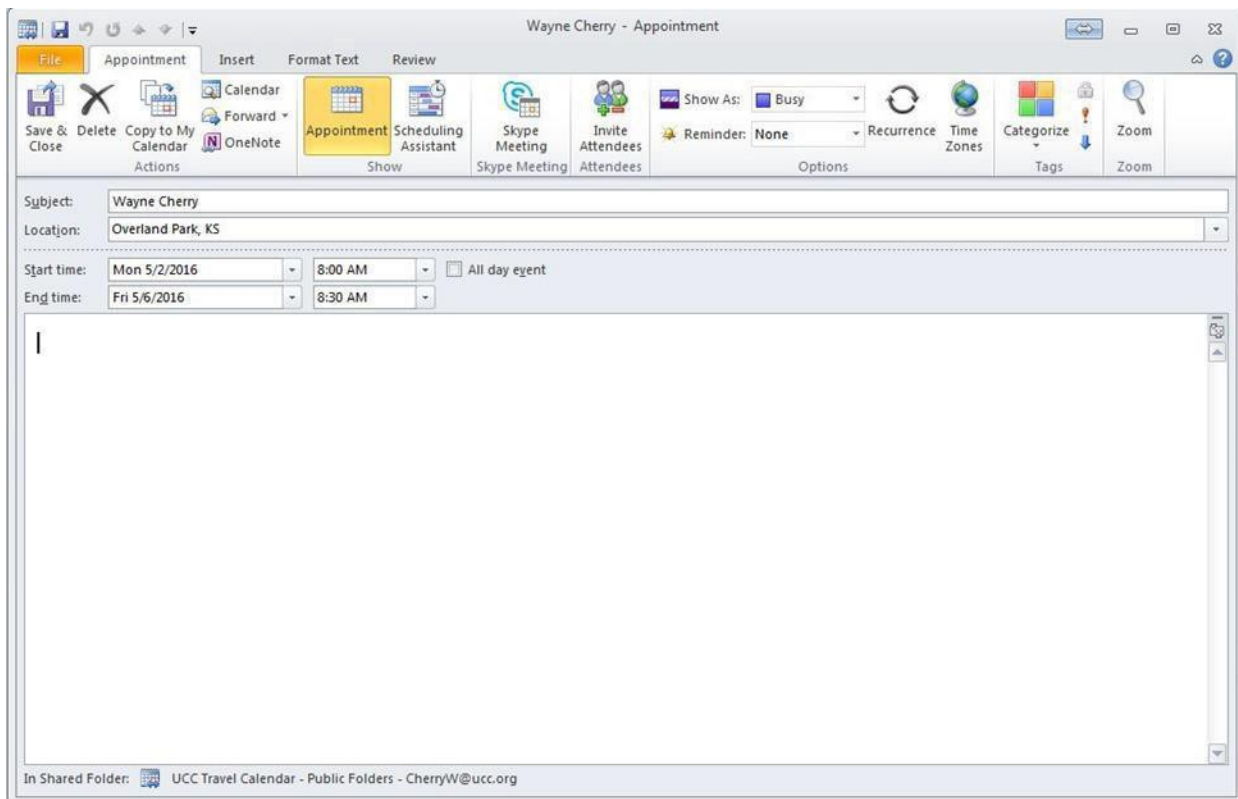 Wayne Cherry - Appointment
File Appointment Insert Format Text Review
Save & Close
Delete
Copy to My Calendar
Calendar
Forward
OneNote
Actions
Appointment
Scheduling Assistant
Show
Skype Meeting
Skype Meeting
Invite Attendees
Attendees
Show As: Busy
Reminder: None
Recurrence
Time Zones
Options
Categorize
Tags
Zoom
Zoom
Subject: Wayne Cherry
Location: Overland Park, KS
Start time: Mon 5/2/2016 8:00 AM All day event
End time: Fri 5/6/2016 8:30 AM
In Shared Folder: UCC Travel Calendar - Public Folders - CherryW@ucc.org